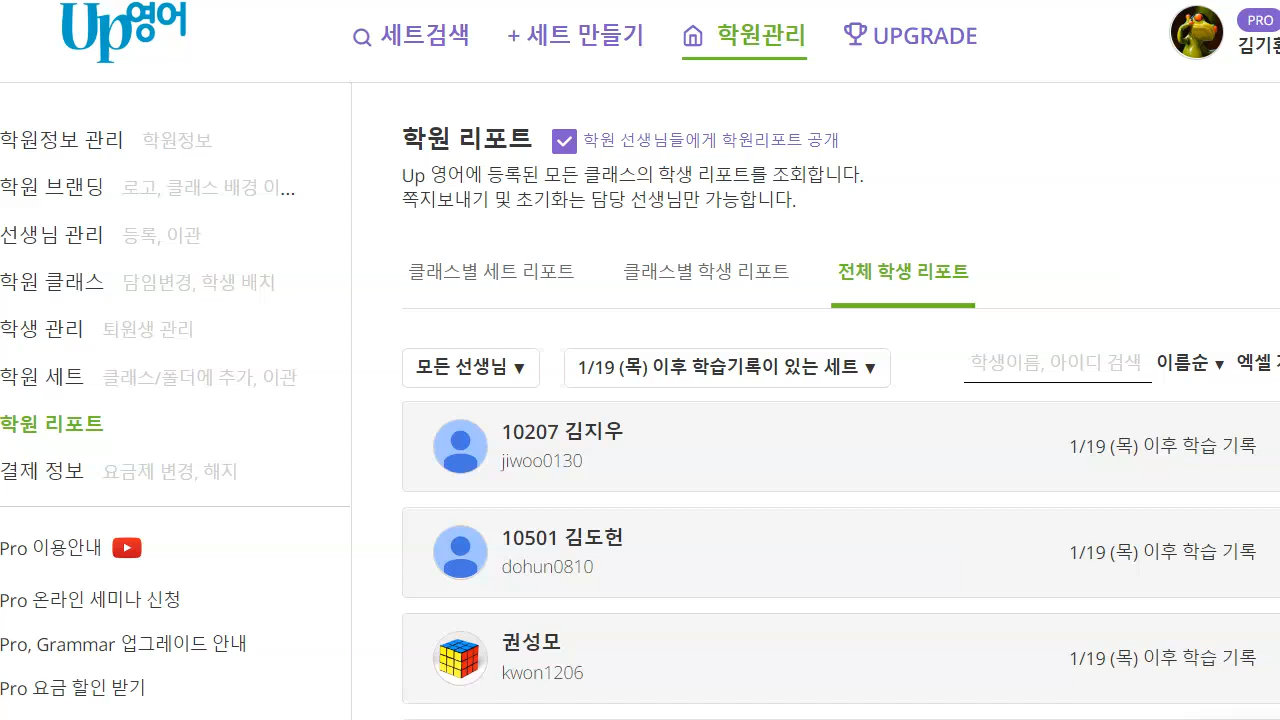 Up영어
세트검색
+ 세트 만들기
학원관리
UPGRADE
PRO
김기환
학원정보 관리 학원정보
학원 브랜딩 로고, 클래스 배경 이...
선생님 관리 등록, 이관
학원 클래스 담임변경, 학생 배치
학생 관리 퇴원생 관리
학원 세트 클래스/폴더에 추가, 이관
학원 리포트
결제 정보 요금제 변경, 해지
Pro 이용안내
Pro 온라인 세미나 신청
Pro, Grammar 업그레이드 안내
Pro 요금 할인 받기
학원 리포트 학원 선생님들에게 학원리포트 공개
Up 영어에 등록된 모든 클래스의 학생 리포트를 조회합니다.
쪽지보내기 및 초기화는 담당 선생님만 가능합니다.
클래스별 세트 리포트 클래스별 학생 리포트 전체 학생 리포트
모든 선생님 ▼ 1/19 (목) 이후 학습기록이 있는 세트 ▼ 학생이름, 아이디 검색 이름순 ▼ 엑셀
10207 김지우
jiwoo0130
1/19 (목) 이후 학습 기록
10501 김도헌
dohun0810
1/19 (목) 이후 학습 기록
권성모
kwon1206
1/19 (목) 이후 학습 기록